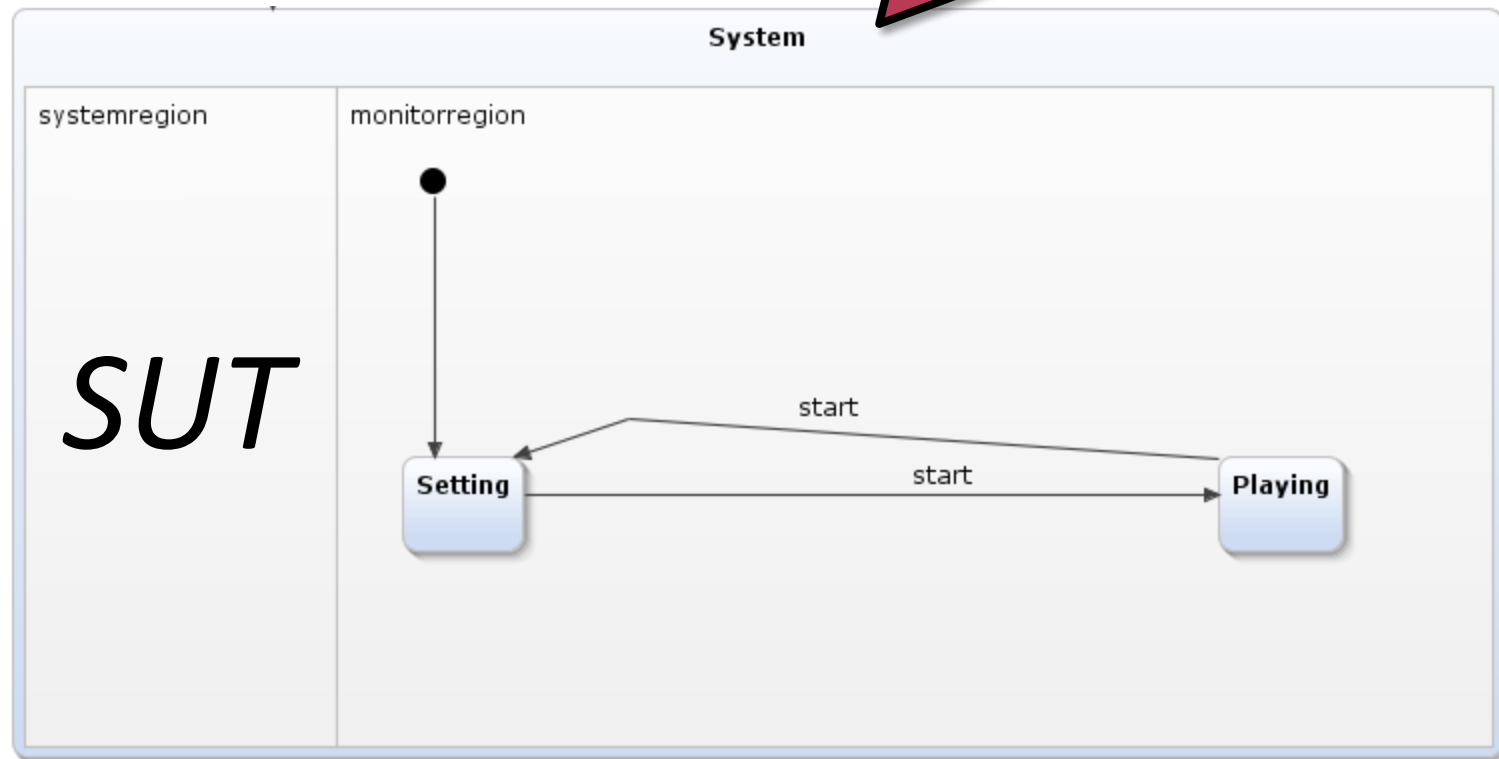 System
systemregion
monitorregion
SUT
start
start
Setting
Playing